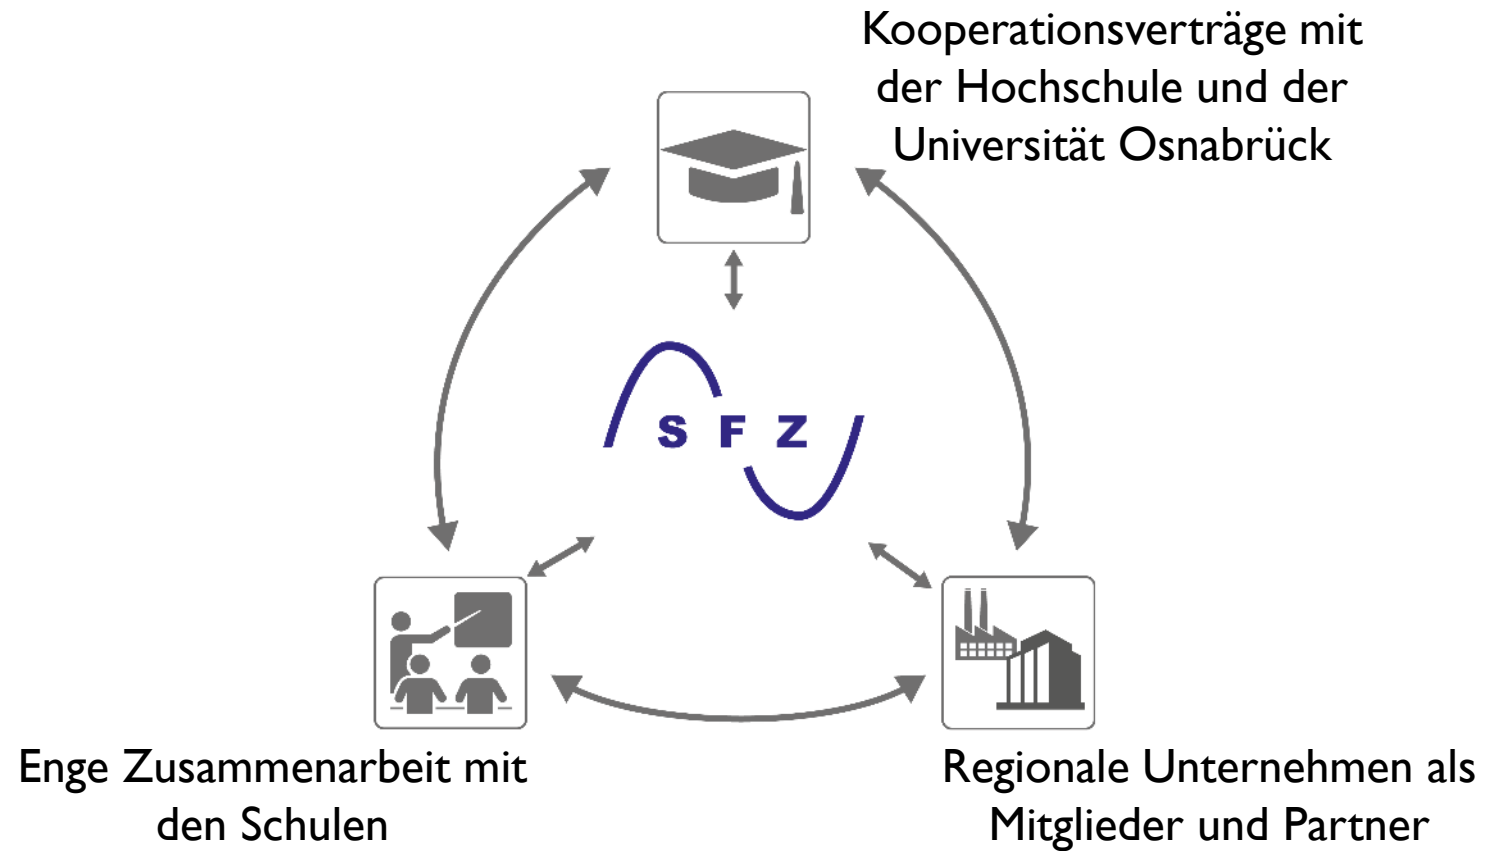 Kooperationsverträge mit
der Hochschule und der
Universität Osnabrück
S F Z
Enge Zusammenarbeit mit
den Schulen
Regionale Unternehmen als
Mitglieder und Partner